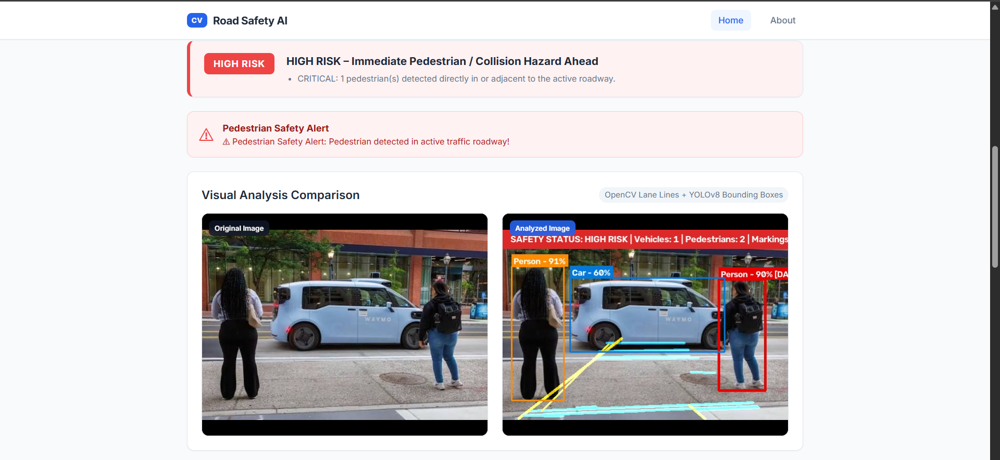 CV Road Safety AI
Home
About
HIGH RISK
HIGH RISK – Immediate Pedestrian / Collision Hazard Ahead
• CRITICAL: 1 pedestrian(s) detected directly in or adjacent to the active roadway.
Pedestrian Safety Alert
⚠ Pedestrian Safety Alert: Pedestrian detected in active traffic roadway!
Visual Analysis Comparison
OpenCV Lane Lines + YOLOv8 Bounding Boxes
Original Image
WAYMO
Analyzed Image
SAFETY STATUS: HIGH RISK | Vehicles: 1 | Pedestrians: 2 | Markings
Person - 91%
Car - 60%
Person - 90% [DA
WAYMO